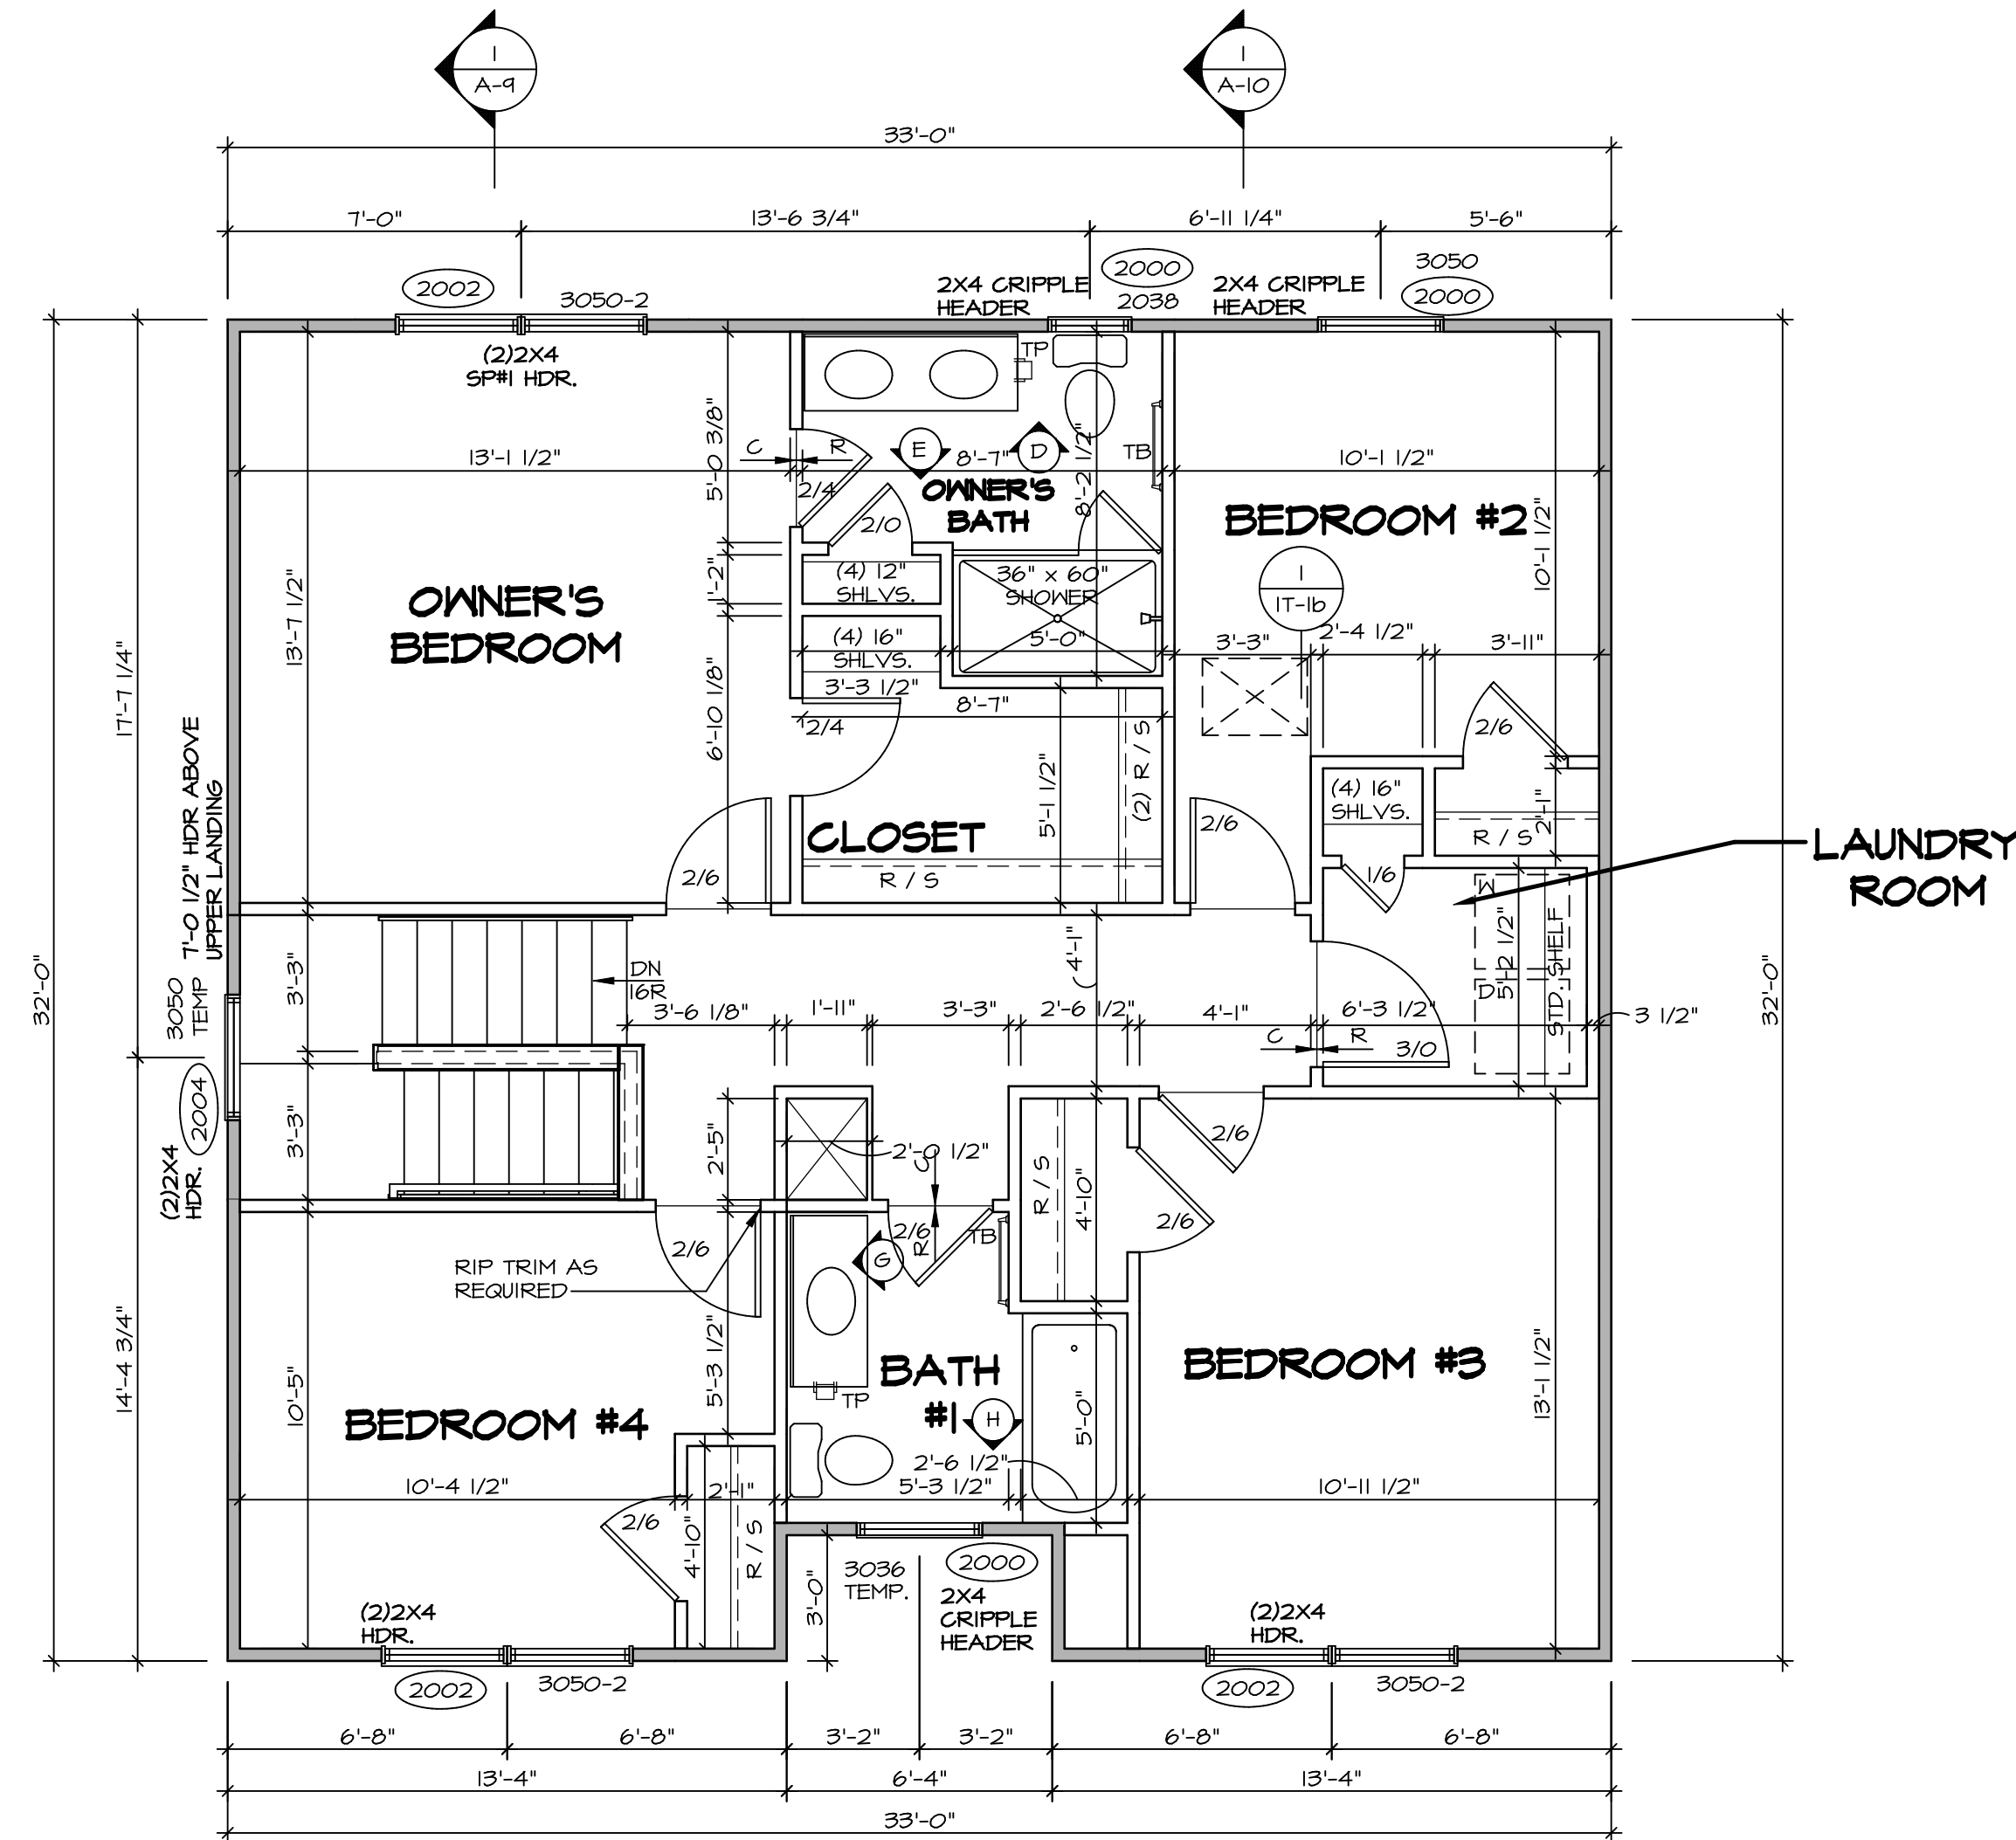 1
A-9
1
A-10
33'-0"
7'-0"
13'-6 3/4"
6'-11 1/4"
5'-6"
2002
3050-2
2X4 CRIPPLE
HEADER
2000
2038
2X4 CRIPPLE
HEADER
3050
2000
(2)2X4
SP#1 HDR.
TP
5'-0 3/8"
C
R
E
D
TB
13'-1 1/2"
8'-7"
8'-2 1/2"
10'-1 1/2"
2/4
OWNER'S
BATH
2/0
BEDROOM #2
10'-1 1/2"
OWNER'S
BEDROOM
13'-7 1/2"
1'-2"
(4) 12"
SHLVS.
36" x 60"
SHOWER
1
IT-1b
(4) 16"
SHLVS.
5'-0"
3'-3"
2'-4 1/2"
3'-11"
17'-7 1/4"
3'-3 1/2"
6'-10 1/8"
8'-7"
2/4
2/6
(2) R / S
5'-1 1/2"
7'-0 1/2" HDR ABOVE
UPPER LANDING
CLOSET
2/6
(4) 16"
SHLVS.
2'-1"
R / S
LAUNDRY
ROOM
2/6
R / S
1/6
W
5'-2 1/2"
STD. SHELF
32'-0"
3050
TEMP
3'-3"
DN
16R
4'-1"
D
32'-0"
3'-6 1/8"
1'-11"
3'-3"
2'-6 1/2"
4'-1"
6'-3 1/2"
3 1/2"
C
R
3/0
2004
(2)2X4
HDR.
3'-3"
2'-5"
2'-0 1/2"
C
R / S
4'-10"
2/6
2/6
2/6
2/6
R
TB
G
RIP TRIM AS
REQUIRED
14'-4 3/4"
10'-5"
5'-3 1/2"
TP
BATH
#1
H
5'-0"
BEDROOM #3
13'-1 1/2"
BEDROOM #4
2'-6 1/2"
10'-4 1/2"
2'-1"
5'-3 1/2"
10'-11 1/2"
2/6
4'-10"
R / S
3'-0"
3036
TEMP.
2000
2X4
CRIPPLE
HEADER
(2)2X4
HDR.
(2)2X4
HDR.
2002
3050-2
2002
3050-2
6'-8"
6'-8"
3'-2"
3'-2"
6'-8"
6'-8"
13'-4"
6'-4"
13'-4"
33'-0"